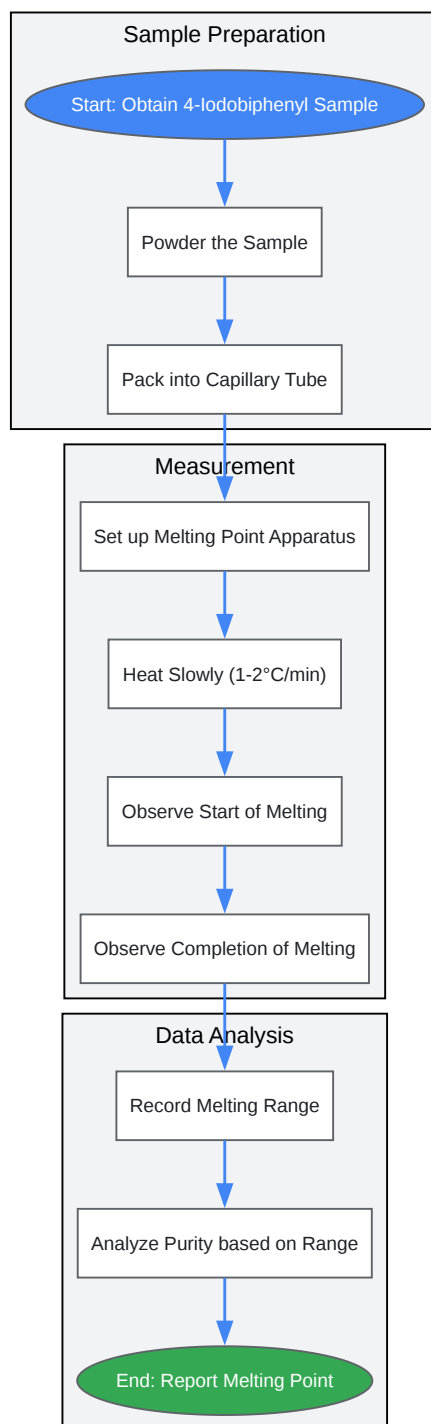 Sample Preparation
Start: Obtain 4-Iodobiphenyl Sample
Powder the Sample
Pack into Capillary Tube
Measurement
Set up Melting Point Apparatus
Heat Slowly (1-2°C/min)
Observe Start of Melting
Observe Completion of Melting
Data Analysis
Record Melting Range
Analyze Purity based on Range
End: Report Melting Point